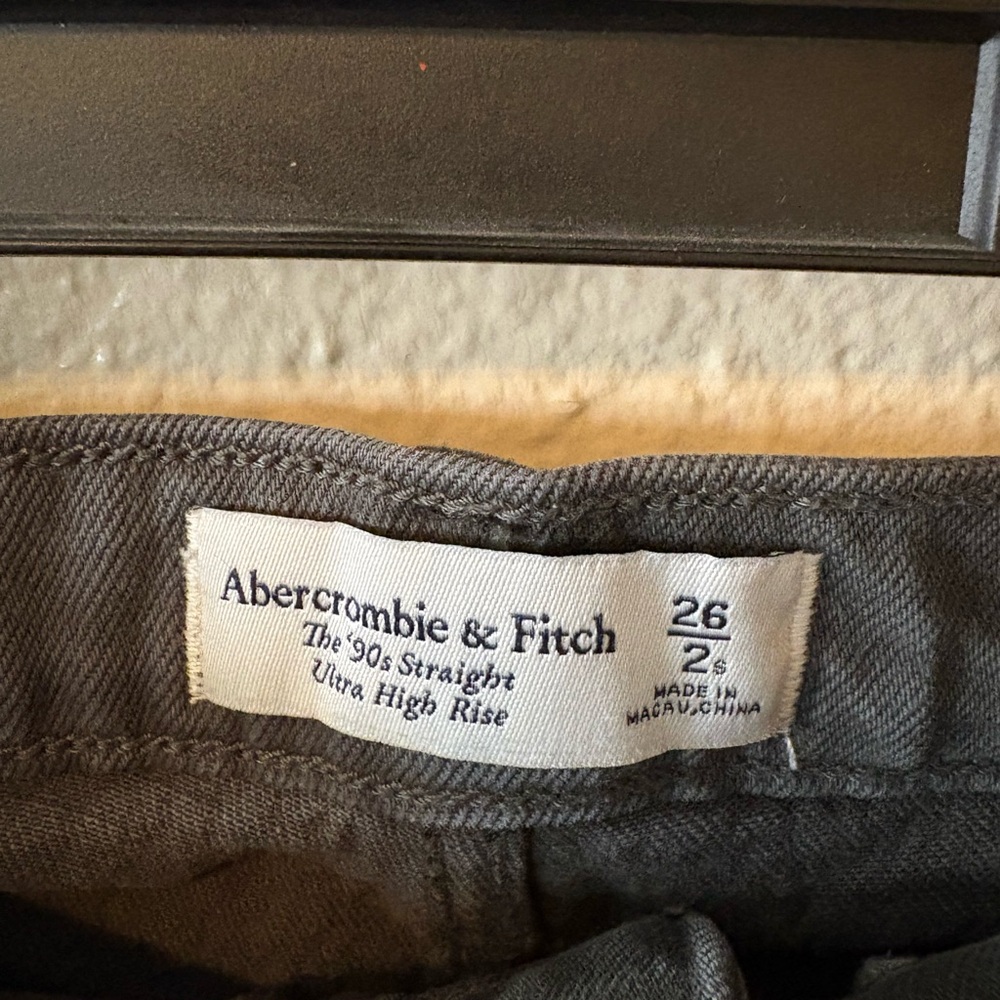 Abercrombie & Fitch
The '90s Straight
Ultra High Rise
26
2s
MADE IN
MACAU,CHINA